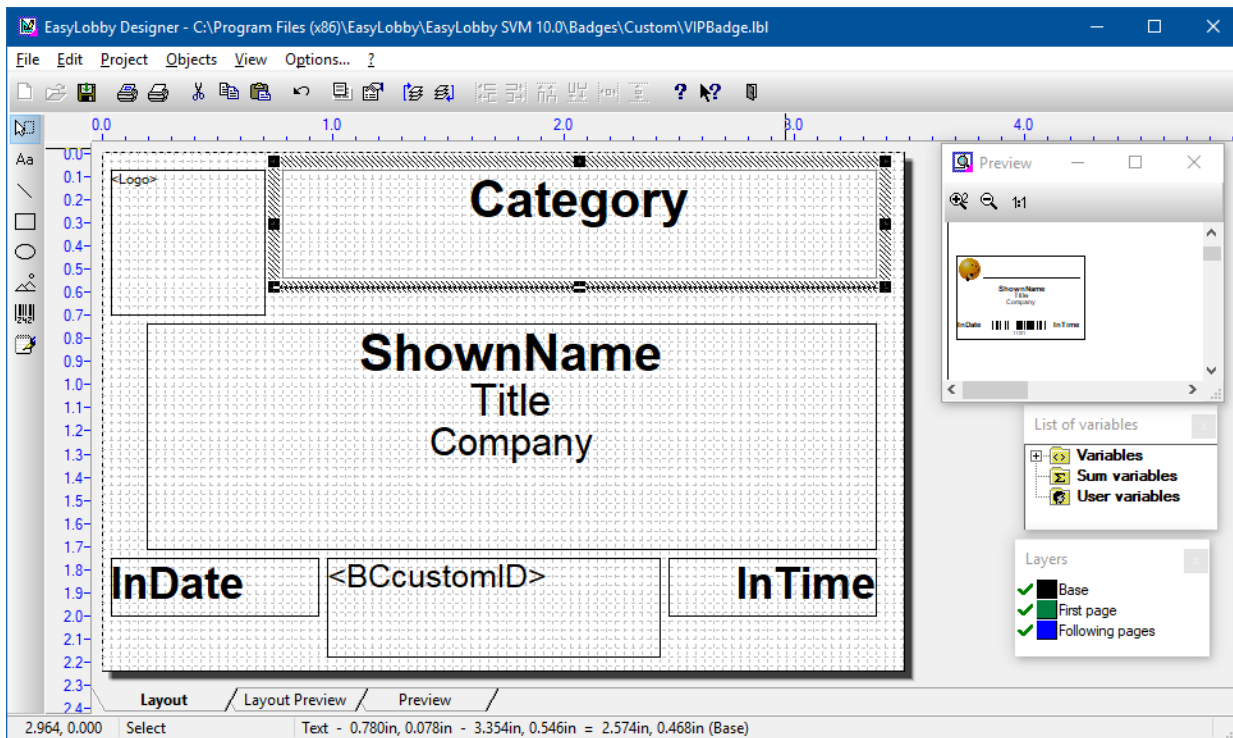 EasyLobby Designer - C:\Program Files (x86)\EasyLobby\EasyLobby SVM 10.0\Badges\Custom\VIPBadge.lbl
File Edit Project Objects View Options... ?
0.0 1.0 2.0 3.0 4.0
Aa
0.0
0.1
0.2
0.3
0.4
0.5
0.6
0.7
0.8
0.9
1.0
1.1
1.2
1.3
1.4
1.5
1.6
1.7
1.8
1.9
2.0
2.1
2.2
2.3
2.4
<Logo>
Category
ShownName
Title
Company
InDate
<BCcustomID>
InTime
Preview
1:1
ShownName
Title
Company
InDate InTime
List of variables
Variables
Sum variables
User variables
Layers
Base
First page
Following pages
Layout Layout Preview Preview
2.964, 0.000 Select Text - 0.780in, 0.078in - 3.354in, 0.546in = 2.574in, 0.468in (Base)